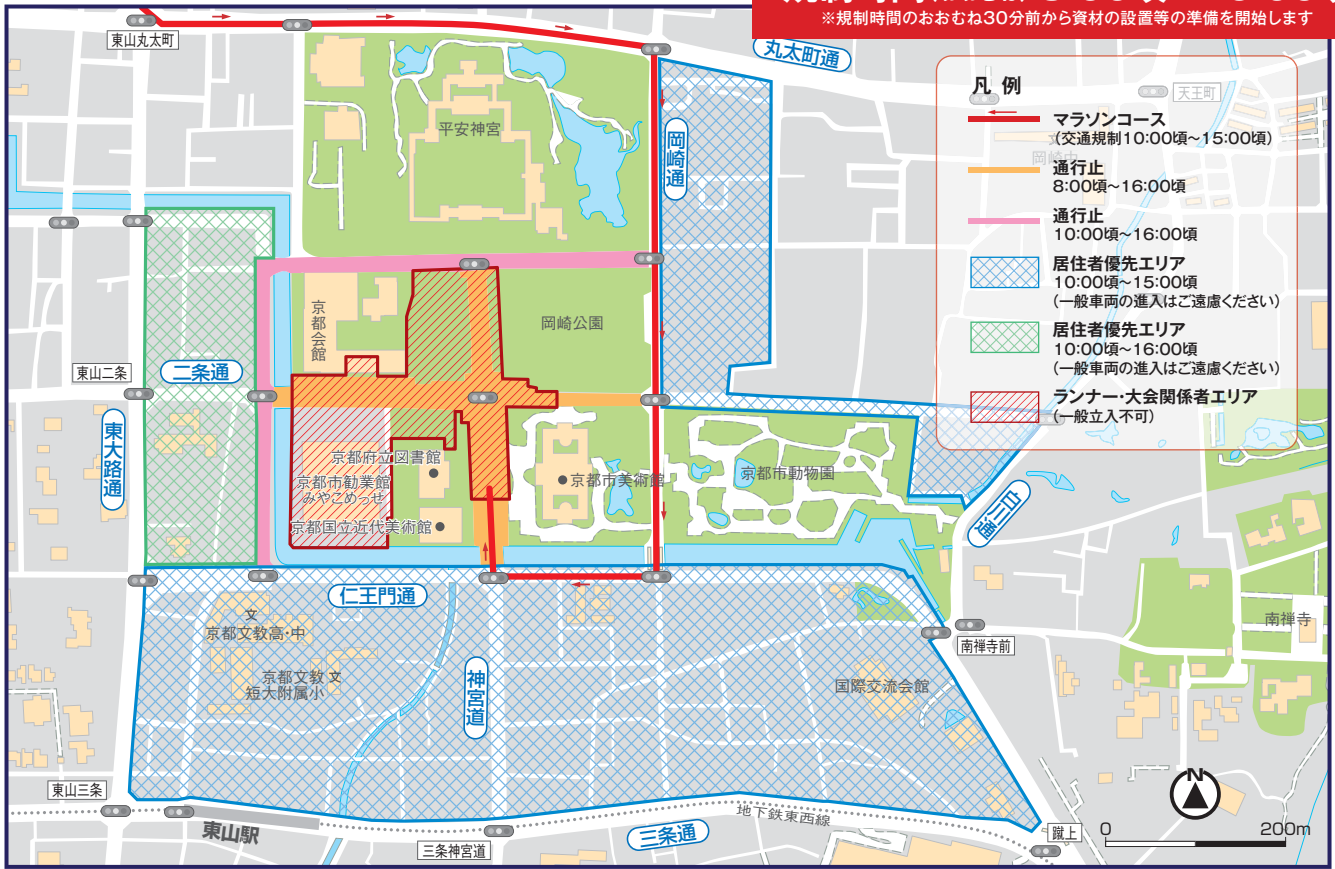 ※規制時間のおおむね30分前から資材の設置等の準備を開始します
東山丸太町
丸太町通
凡 例
マラソンコース
(交通規制10:00頃〜15:00頃)
通行止
8:00頃〜16:00頃
通行止
10:00頃〜16:00頃
居住者優先エリア
10:00頃〜15:00頃
(一般車両の進入はご遠慮ください)
居住者優先エリア
10:00頃〜16:00頃
(一般車両の進入はご遠慮ください)
ランナー・大会関係者エリア
(一般立入不可)
天王町
岡崎中
平安神宮
岡崎通
京都会館
岡崎公園
東山二条
二条通
東大路通
京都府立図書館
京都市勧業館
みやこめっせ
京都国立近代美術館
京都市美術館
京都市動物園
白川通
仁王門通
文
京都文教高・中
京都文教
短大附属小
文
神宮道
国際交流会館
南禅寺前
南禅寺
東山三条
東山駅
三条神宮道
三条通
地下鉄東西線
蹴上
N
0
200m